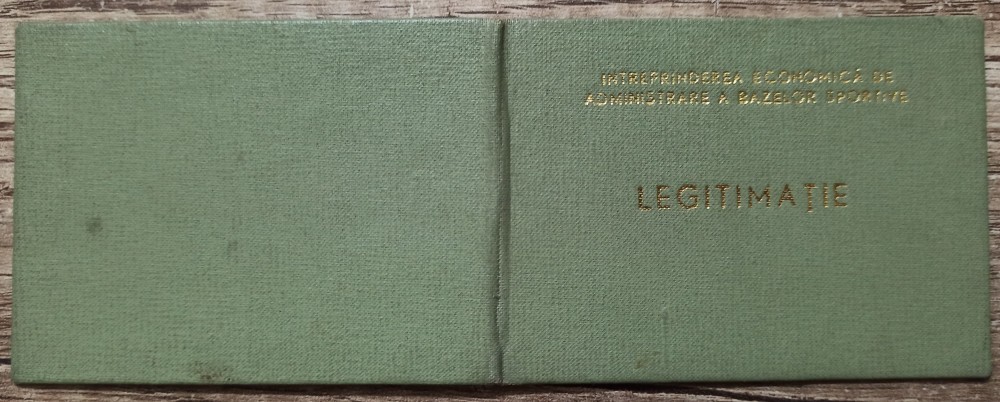 INTREPRINDEREA ECONOMICĂ DE
ADMINISTRARE A BAZELOR SPORTIVE
LEGITIMAȚIE